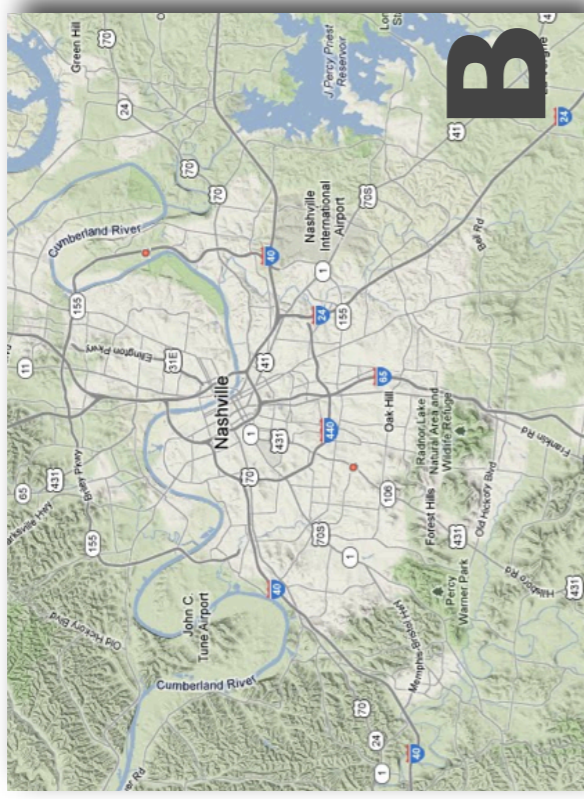 Old Hickory Blvd
65
431
11
155
Briley Pkwy
Green Hill
70
Cumberland River
John C
Tune Airport
155
Ellington Pkwy
31E
24
Cumberland River
Nashville
70
1
431
41
70
70
40
40
70
24
1
40
Memphis-Bristol Hwy
70S
1
440
24
1
155
Nashville
International
Airport
J Percy Priest
Reservoir
106
Oak Hill
65
70S
Percy
Warner Park
Forest Hills
431
Radnor Lake
Natural Area and
Wildlife Refuge
Old Hickory Blvd
Bell Rd
41
Hillsboro Rd
431
Franklin Rd
24
B